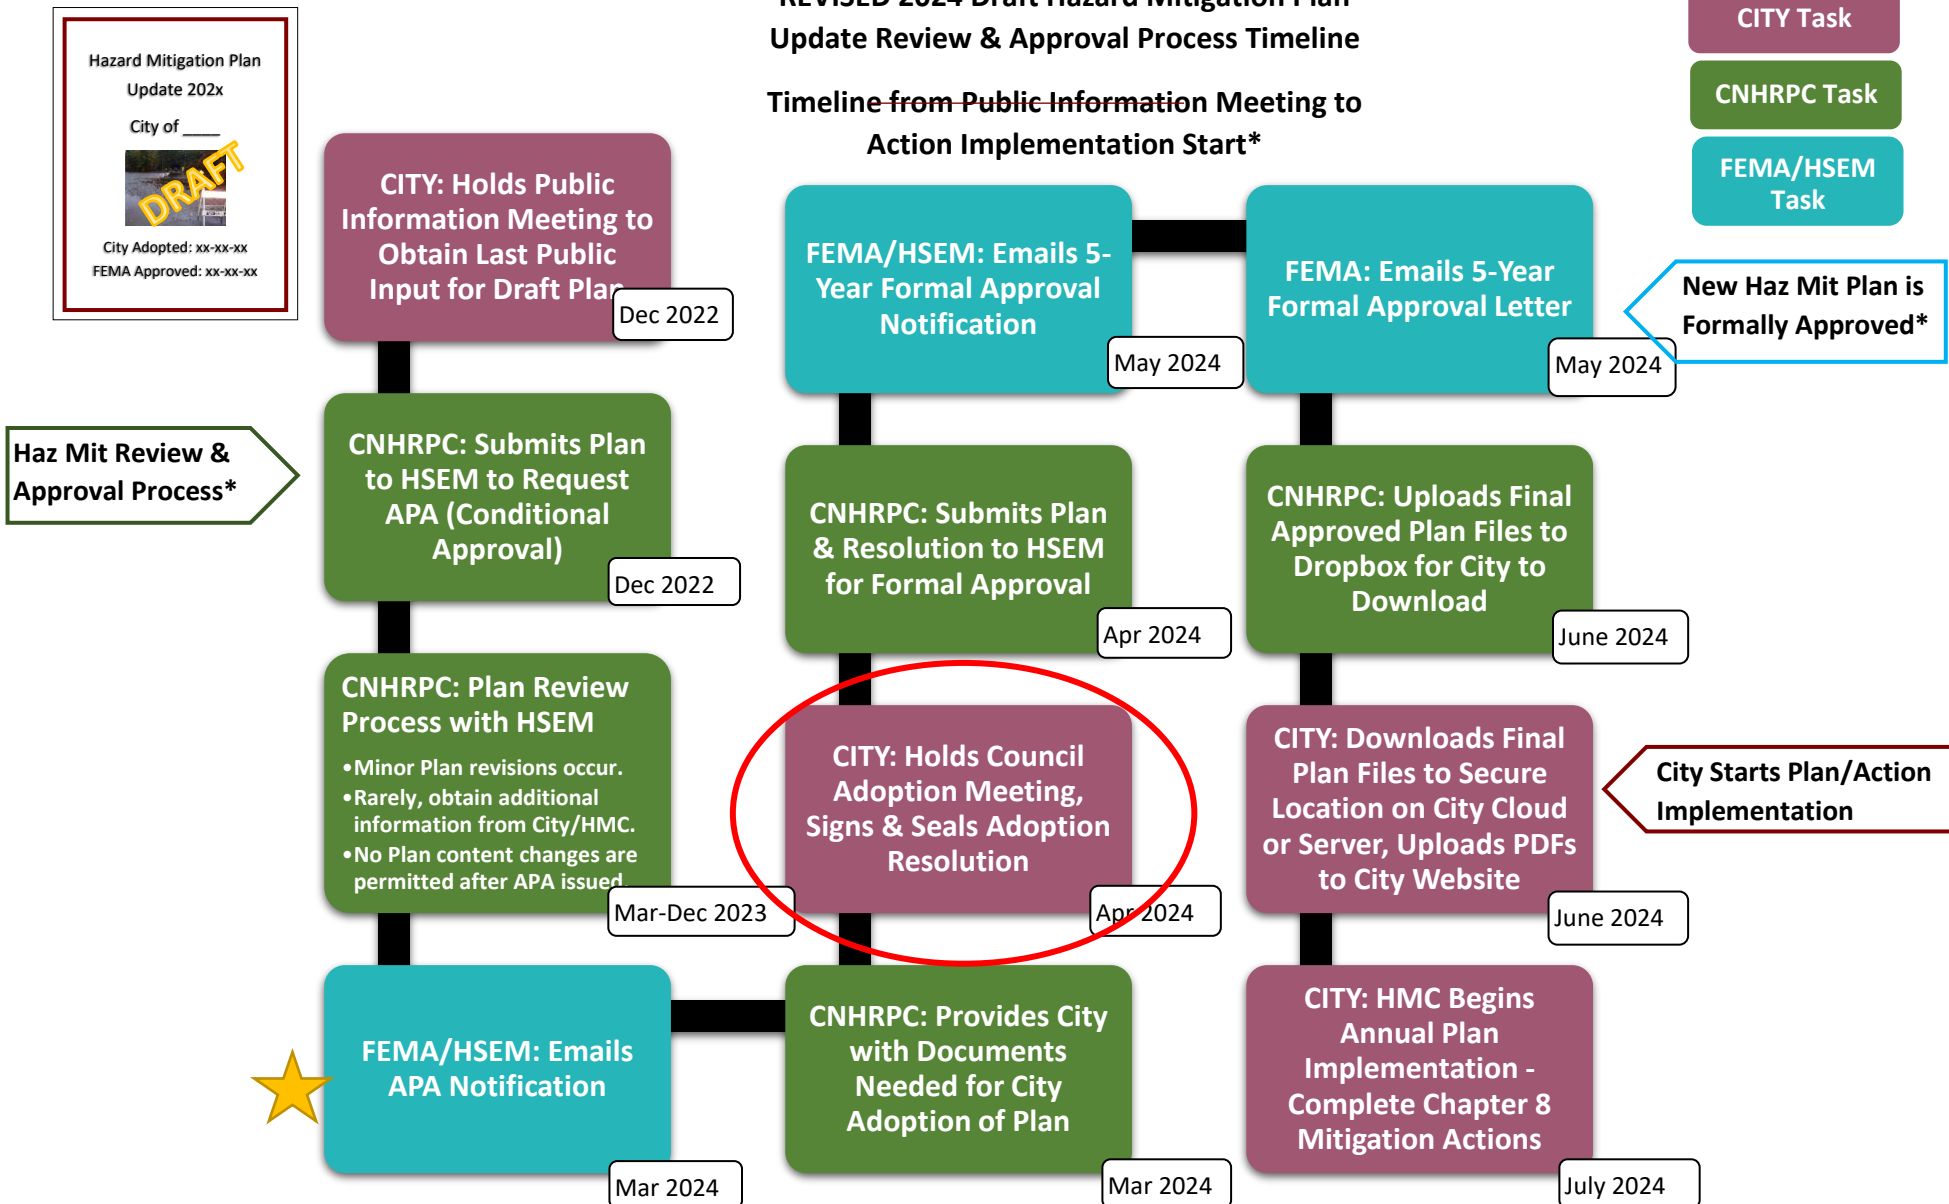 REVISED 2024 Draft Hazard Mitigation Plan
Update Review & Approval Process Timeline
Timeline from Public Information Meeting to
Action Implementation Start*
CITY Task
CNHRPC Task
FEMA/HSEM
Task
Hazard Mitigation Plan
Update 202x
City of ____
DRAFT
City Adopted: xx-xx-xx
FEMA Approved: xx-xx-xx
CITY: Holds Public
Information Meeting to
Obtain Last Public
Input for Draft Plan
Dec 2022
Haz Mit Review &
Approval Process*
CNHRPC: Submits Plan
to HSEM to Request
APA (Conditional
Approval)
Dec 2022
CNHRPC: Plan Review
Process with HSEM
•Minor Plan revisions occur.
•Rarely, obtain additional
information from City/HMC.
•No Plan content changes are
permitted after APA issued.
Mar-Dec 2023
FEMA/HSEM: Emails
APA Notification
Mar 2024
CNHRPC: Provides City
with Documents
Needed for City
Adoption of Plan
Mar 2024
CITY: Holds Council
Adoption Meeting,
Signs & Seals Adoption
Resolution
Apr 2024
CNHRPC: Submits Plan
& Resolution to HSEM
for Formal Approval
Apr 2024
FEMA/HSEM: Emails 5-
Year Formal Approval
Notification
May 2024
FEMA: Emails 5-Year
Formal Approval Letter
May 2024
New Haz Mit Plan is
Formally Approved*
CNHRPC: Uploads Final
Approved Plan Files to
Dropbox for City to
Download
June 2024
CITY: Downloads Final
Plan Files to Secure
Location on City Cloud
or Server, Uploads PDFs
to City Website
June 2024
City Starts Plan/Action
Implementation
CITY: HMC Begins
Annual Plan
Implementation -
Complete Chapter 8
Mitigation Actions
July 2024